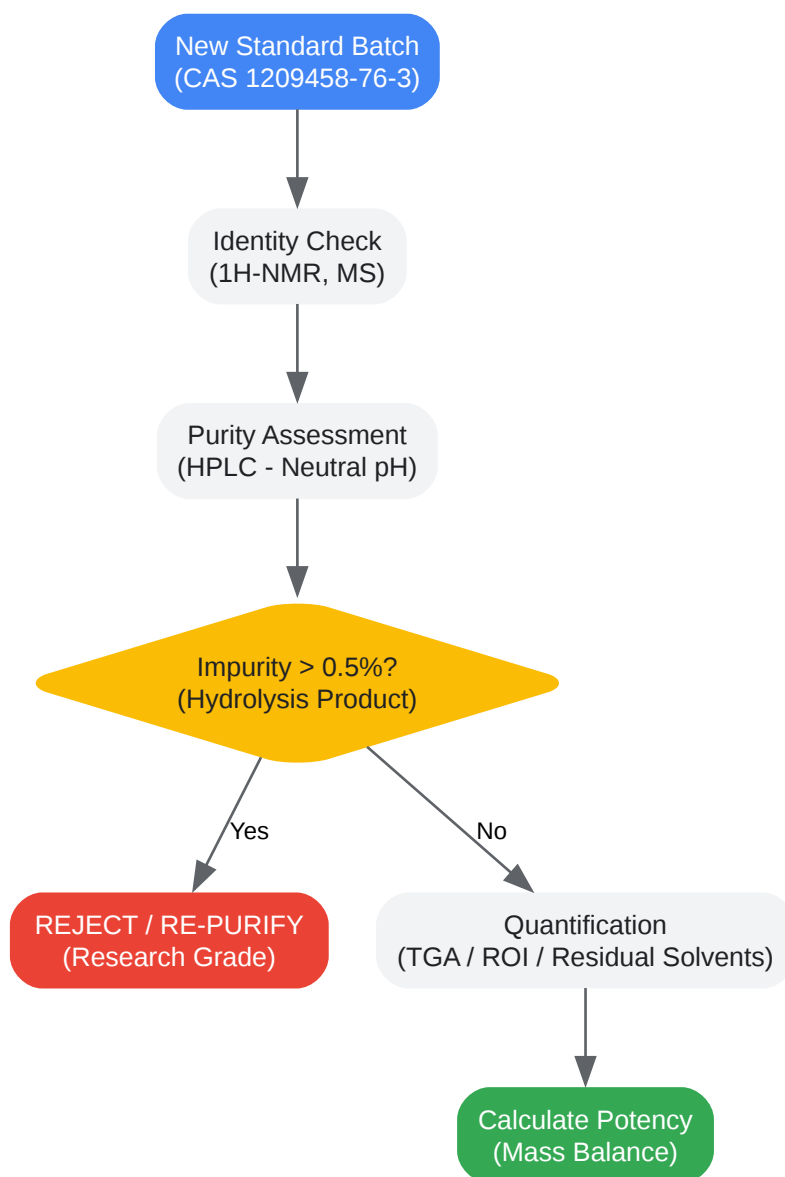 New Standard Batch
(CAS 1209458-76-3)
Identity Check
(1H-NMR, MS)
Purity Assessment
(HPLC - Neutral pH)
Impurity > 0.5%?
(Hydrolysis Product)
Yes
No
REJECT / RE-PURIFY
(Research Grade)
Quantification
(TGA / ROI / Residual Solvents)
Calculate Potency
(Mass Balance)